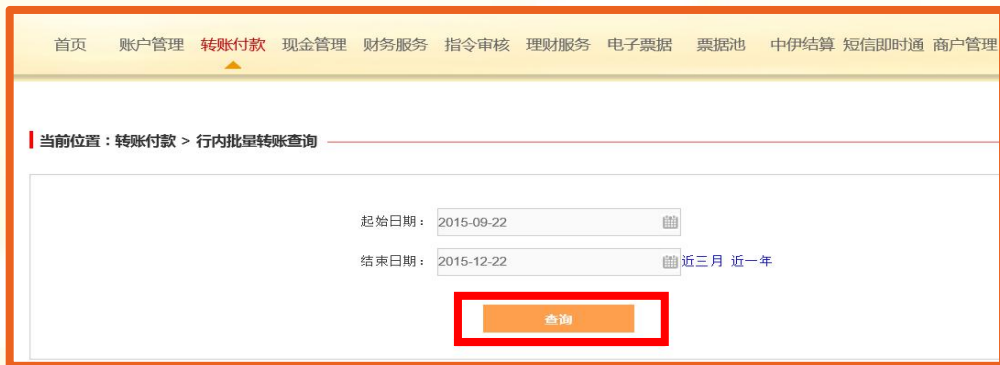 首页 账户管理 转账付款 现金管理 财务服务 指令审核 理财服务 电子票据 票据池 中伊结算 短信即时通 商户管理
当前位置：转账付款 > 行内批量转账查询
起始日期： 2015-09-22
结束日期： 2015-12-22 近三月 近一年
查询